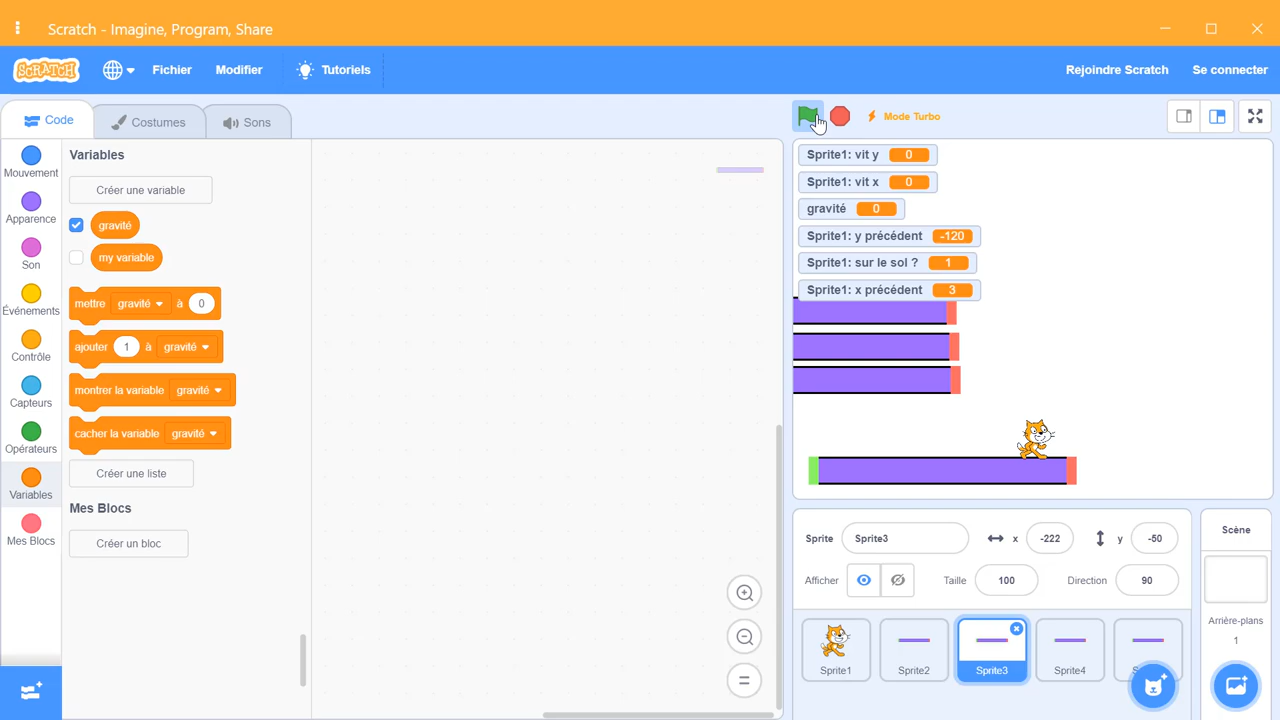 Scratch - Imagine, Program, Share
SCRATCH
Fichier
Modifier
Tutoriels
Rejoindre Scratch
Se connecter
Code
Costumes
Sons
Mode Turbo
Mouvement
Apparence
Son
Événements
Contrôle
Capteurs
Opérateurs
Variables
Mes Blocs
Variables
Créer une variable
gravité
my variable
mettre gravité à 0
ajouter 1 à gravité
montrer la variable gravité
cacher la variable gravité
Créer une liste
Mes Blocs
Créer un bloc
Sprite1: vit y 0
Sprite1: vit x 0
gravité 0
Sprite1: y précédent -120
Sprite1: sur le sol ? 1
Sprite1: x précédent 3
Sprite Sprite3 x -222 y -50
Afficher Taille 100 Direction 90
Sprite1
Sprite2
Sprite3
Sprite4
Scène
Arrière-plans
1